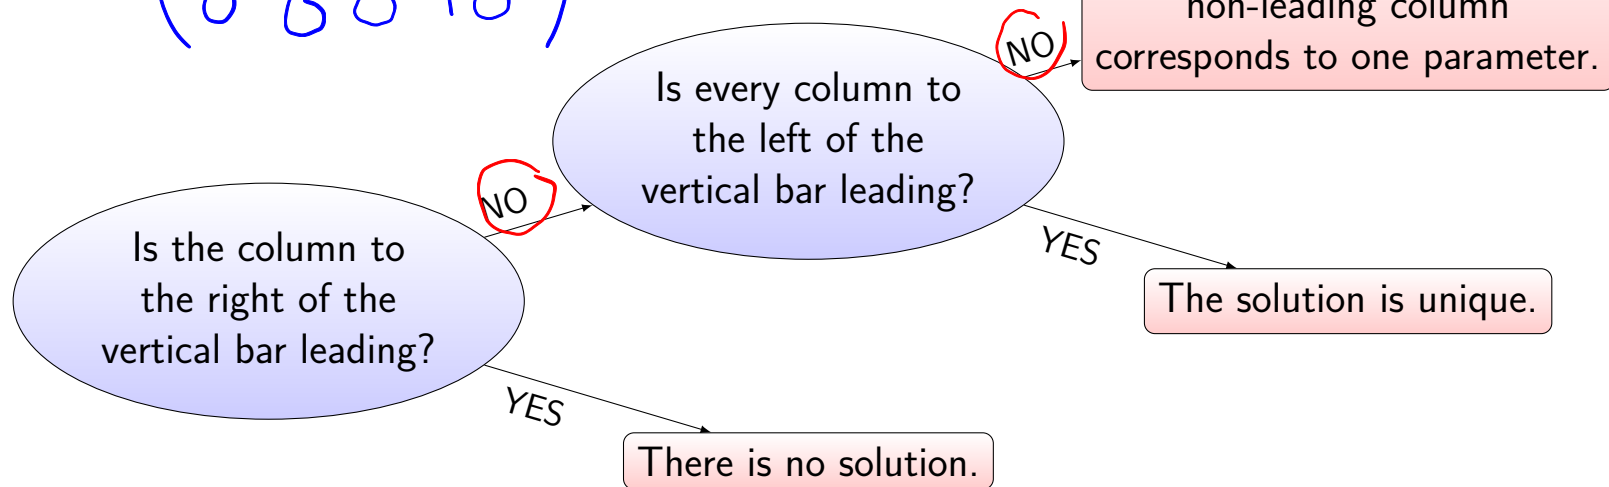 non-leading column
corresponds to one parameter.
NO
Is every column to
the left of the
vertical bar leading?
NO
YES
Is the column to
the right of the
vertical bar leading?
The solution is unique.
YES
There is no solution.